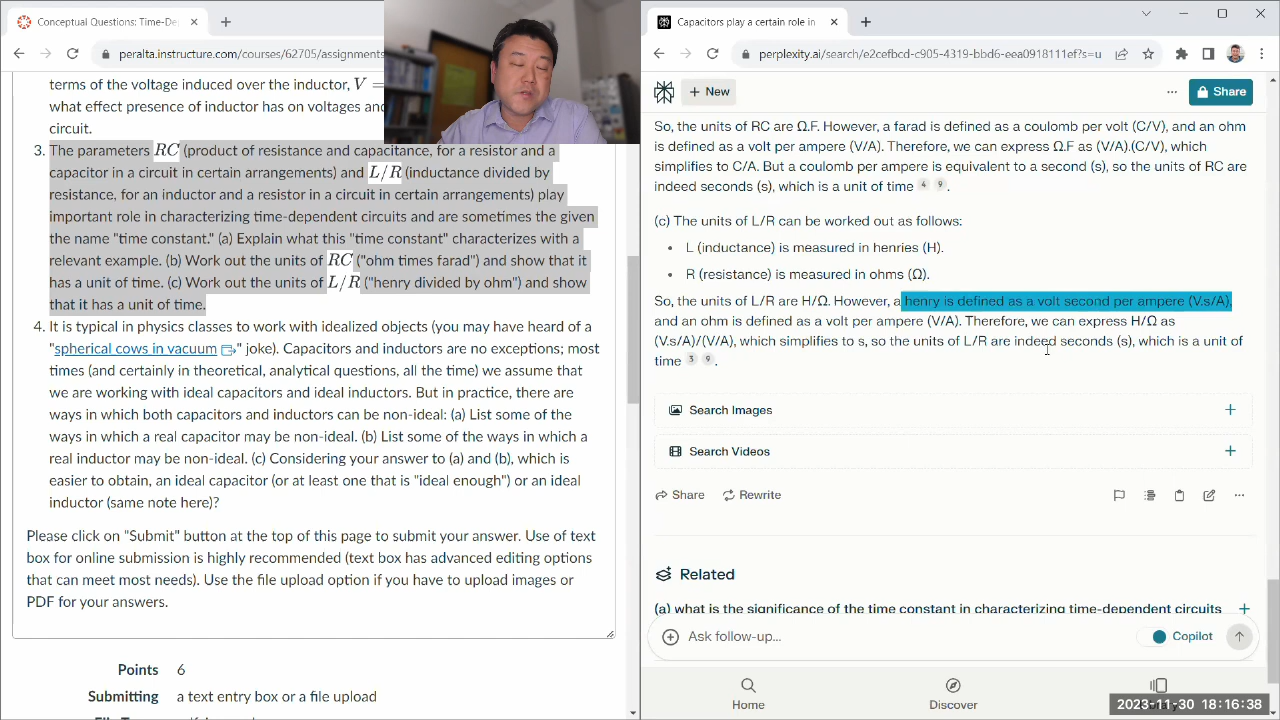 Conceptual Questions: Time-De
peralta.instructure.com/courses/62705/assignments
terms of the voltage induced over the inductor, V =
what effect presence of inductor has on voltages and
circuit.
3. The parameters RC (product of resistance and capacitance, for a resistor and a
capacitor in a circuit in certain arrangements) and L/R (inductance divided by
resistance, for an inductor and a resistor in a circuit in certain arrangements) play
important role in characterizing time-dependent circuits and are sometimes the given
the name "time constant." (a) Explain what this "time constant" characterizes with a
relevant example. (b) Work out the units of RC ("ohm times farad") and show that it
has a unit of time. (c) Work out the units of L/R ("henry divided by ohm") and show
that it has a unit of time.
4. It is typical in physics classes to work with idealized objects (you may have heard of a
"spherical cows in vacuum" joke). Capacitors and inductors are no exceptions; most
times (and certainly in theoretical, analytical questions, all the time) we assume that
we are working with ideal capacitors and ideal inductors. But in practice, there are
ways in which both capacitors and inductors can be non-ideal: (a) List some of the
ways in which a real capacitor may be non-ideal. (b) List some of the ways in which a
real inductor may be non-ideal. (c) Considering your answer to (a) and (b), which is
easier to obtain, an ideal capacitor (or at least one that is "ideal enough") or an ideal
inductor (same note here)?
Please click on "Submit" button at the top of this page to submit your answer. Use of text
box for online submission is highly recommended (text box has advanced editing options
that can meet most needs). Use the file upload option if you have to upload images or
PDF for your answers.
Points 6
Submitting a text entry box or a file upload
Capacitors play a certain role in
perplexity.ai/search/e2cefbcd-c905-4319-bbd6-eea0918111ef?s=u
New
Share
So, the units of RC are Ω.F. However, a farad is defined as a coulomb per volt (C/V), and an ohm
is defined as a volt per ampere (V/A). Therefore, we can express Ω.F as (V/A).(C/V), which
simplifies to C/A. But a coulomb per ampere is equivalent to a second (s), so the units of RC are
indeed seconds (s), which is a unit of time 4 9 .
(c) The units of L/R can be worked out as follows:
• L (inductance) is measured in henries (H).
• R (resistance) is measured in ohms (Ω).
So, the units of L/R are H/Ω. However, a henry is defined as a volt second per ampere (V.s/A),
and an ohm is defined as a volt per ampere (V/A). Therefore, we can express H/Ω as
(V.s/A)/(V/A), which simplifies to s, so the units of L/R are indeed seconds (s), which is a unit of
time 3 9 .
Search Images
Search Videos
Share Rewrite
Related
(a) what is the significance of the time constant in characterizing time-dependent circuits
Ask follow-up...
Copilot
Home
Discover
2023-11-30 18:16:38